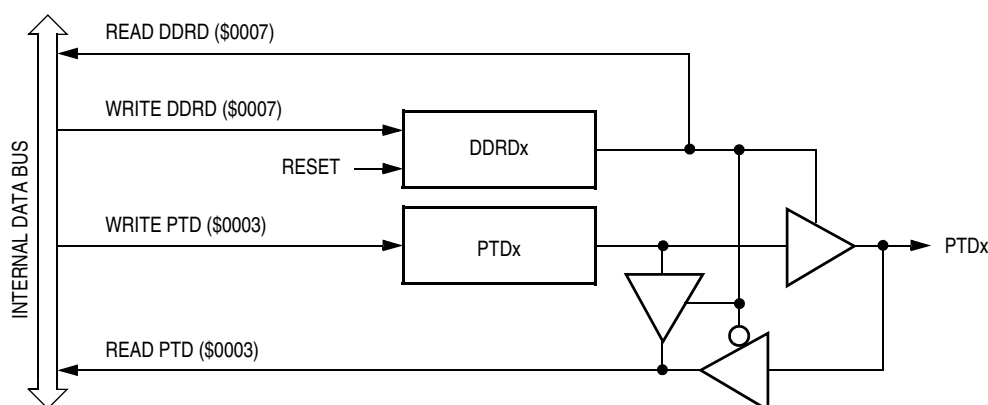 READ DDRD ($0007)
WRITE DDRD ($0007)
DDRDx
RESET
WRITE PTD ($0003)
PTDx
PTDx
READ PTD ($0003)
INTERNAL DATA BUS